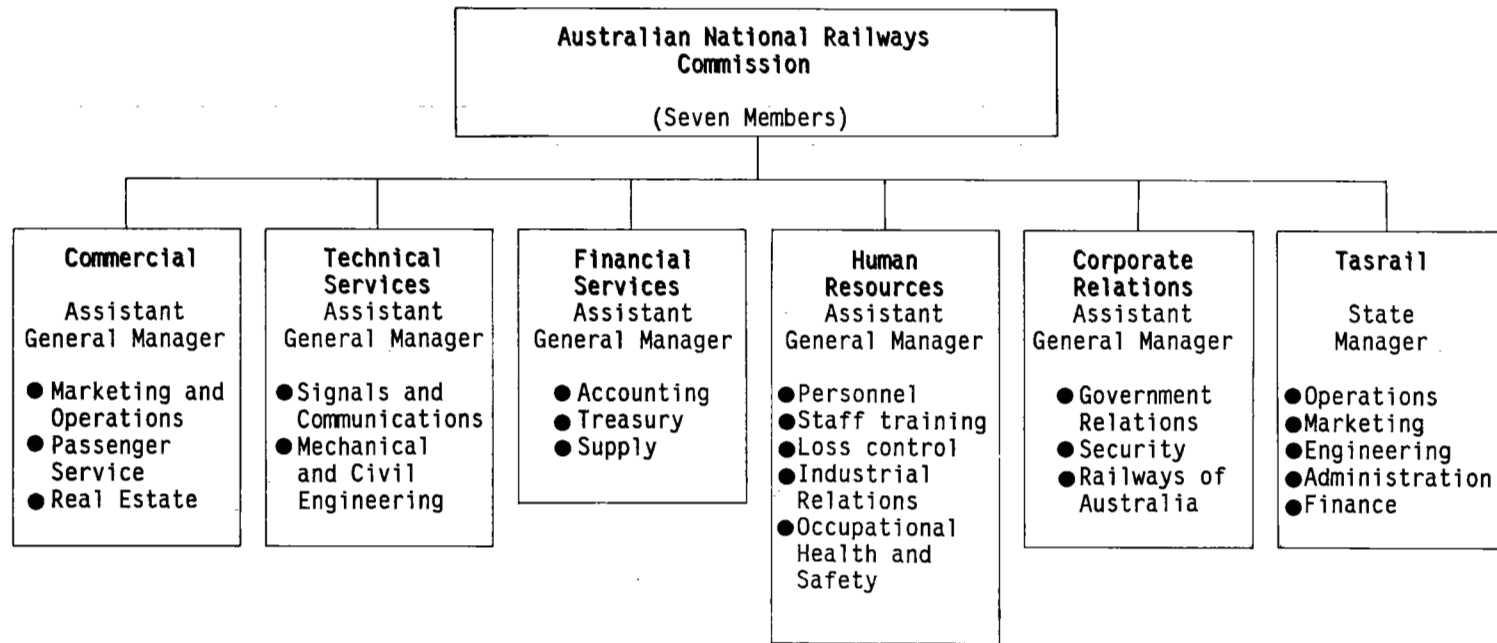 Australian National Railways
Commission
(Seven Members)
Commercial
Assistant
General Manager
● Marketing and
Operations
● Passenger
Service
● Real Estate
Technical
Services
Assistant
General Manager
● Signals and
Communications
● Mechanical
and Civil
Engineering
Financial
Services
Assistant
General Manager
● Accounting
● Treasury
● Supply
Human
Resources
Assistant
General Manager
● Personnel
● Staff training
● Loss control
● Industrial
Relations
● Occupational
Health and
Safety
Corporate
Relations
Assistant
General Manager
● Government
Relations
● Security
● Railways of
Australia
Tasrail
State
Manager
● Operations
● Marketing
● Engineering
● Administration
● Finance